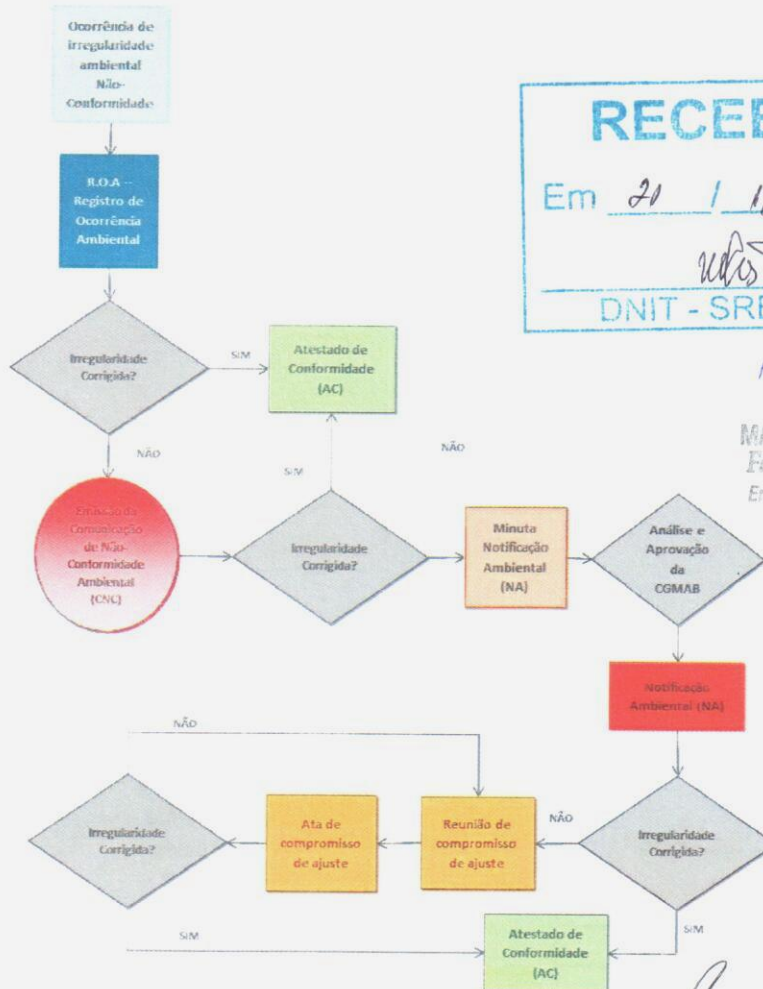 Ocorrência de
irregularidade
ambiental
Não-
Conformidade
R.O.A –
Registro de
Ocorrência
Ambiental
Em 20 / 
DNIT - SRE
Irregularidade
Corrigida?
SIM
Atestado de
Conformidade
(AC)
NÃO
SIM
NÃO
Emissão da
Comunicação
de Não-
Conformidade
Ambiental
(CNC)
Irregularidade
Corrigida?
Minuta
Notificação
Ambiental
(NA)
Análise e
Aprovação
da
CGMAB
Notificação
Ambiental (NA)
NÃO
Irregularidade
Corrigida?
Ata de
compromisso
de ajuste
Reunião de
compromisso
de ajuste
NÃO
Irregularidade
Corrigida?
SIM
Atestado de
Conformidade
(AC)
SIM